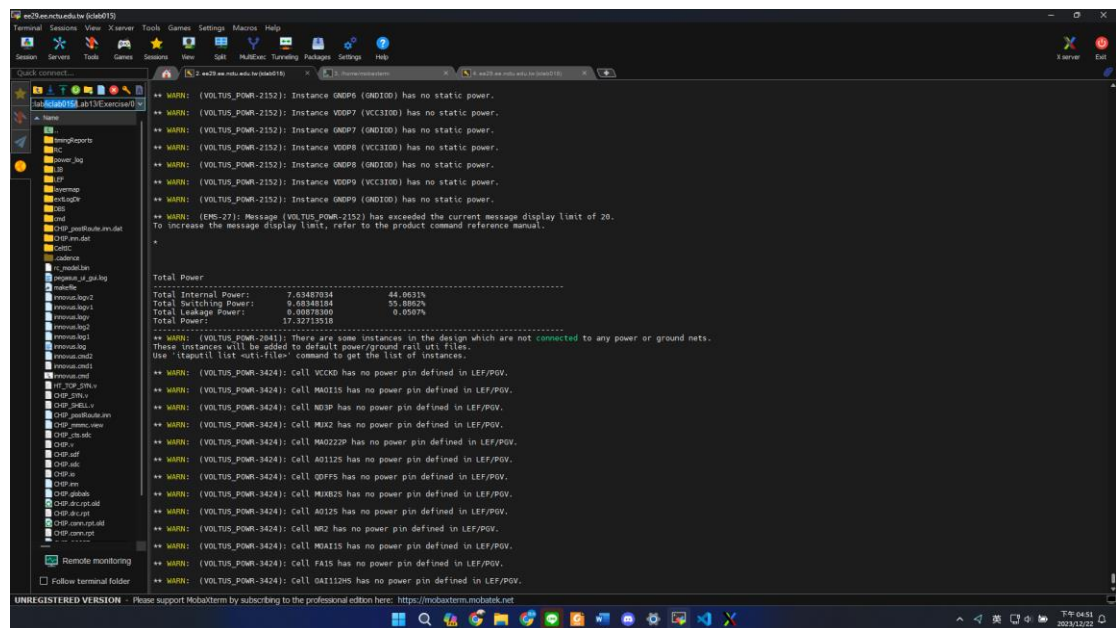 ee29.ee.nctu.edu.tw (iclab015)
Terminal Sessions View X server Tools Games Settings Macros Help
Session Servers Tools Games Sessions View Split MultiExec Tunneling Packages Settings Help X server Exit
Quick connect...
2. ee29.ee.nctu.edu.tw (iclab015)
3. /home/mobaxterm
4. ee29.ee.nctu.edu.tw (iclab015)
Name
..
timingReports
RC
power_log
LIB
LEF
layermap
extLogDir
DBS
cmd
CHIP_postRoute.inn.dat
CHIP.inn.dat
CeltIC
.cadence
rc_model.bin
pegasus_ui_gui.log
makefile
innovus.logv2
innovus.logv1
innovus.logv
innovus.log2
innovus.log1
innovus.log
innovus.cmd2
innovus.cmd1
innovus.cmd
HT_TOP_SYN.v
CHIP_SYN.v
CHIP_SHELL.v
CHIP_postRoute.inn
CHIP_mmmc.view
CHIP_cts.sdc
CHIP.v
CHIP.sdf
CHIP.sdc
CHIP.io
CHIP.inn
CHIP.globals
CHIP.drc.rpt.old
CHIP.drc.rpt
CHIP.conn.rpt.old
CHIP.conn.rpt
Remote monitoring
Follow terminal folder
** WARN: (VOLTUS_POWR-2152): Instance GNDP6 (GNDIOD) has no static power.
** WARN: (VOLTUS_POWR-2152): Instance VDDP7 (VCC3IOD) has no static power.
** WARN: (VOLTUS_POWR-2152): Instance GNDP7 (GNDIOD) has no static power.
** WARN: (VOLTUS_POWR-2152): Instance VDDP8 (VCC3IOD) has no static power.
** WARN: (VOLTUS_POWR-2152): Instance GNDP8 (GNDIOD) has no static power.
** WARN: (VOLTUS_POWR-2152): Instance VDDP9 (VCC3IOD) has no static power.
** WARN: (VOLTUS_POWR-2152): Instance GNDP9 (GNDIOD) has no static power.
** WARN: (EMS-27): Message (VOLTUS_POWR-2152) has exceeded the current message display limit of 20.
To increase the message display limit, refer to the product command reference manual.
*
Total Power
Total Internal Power: 7.63487034 44.0631%
Total Switching Power: 9.68348184 55.8862%
Total Leakage Power: 0.00878300 0.0507%
Total Power: 17.32713518
** WARN: (VOLTUS_POWR-2041): There are some instances in the design which are not connected to any power or ground nets.
These instances will be added to default power/ground rail uti files.
Use 'itaputil list <uti-file>' command to get the list of instances.
** WARN: (VOLTUS_POWR-3424): Cell VCCKD has no power pin defined in LEF/PGV.
** WARN: (VOLTUS_POWR-3424): Cell MAOI1S has no power pin defined in LEF/PGV.
** WARN: (VOLTUS_POWR-3424): Cell ND3P has no power pin defined in LEF/PGV.
** WARN: (VOLTUS_POWR-3424): Cell MUX2 has no power pin defined in LEF/PGV.
** WARN: (VOLTUS_POWR-3424): Cell MAO222P has no power pin defined in LEF/PGV.
** WARN: (VOLTUS_POWR-3424): Cell AO112S has no power pin defined in LEF/PGV.
** WARN: (VOLTUS_POWR-3424): Cell QDFFS has no power pin defined in LEF/PGV.
** WARN: (VOLTUS_POWR-3424): Cell MUXB2S has no power pin defined in LEF/PGV.
** WARN: (VOLTUS_POWR-3424): Cell AO12S has no power pin defined in LEF/PGV.
** WARN: (VOLTUS_POWR-3424): Cell NR2 has no power pin defined in LEF/PGV.
** WARN: (VOLTUS_POWR-3424): Cell MOAI1S has no power pin defined in LEF/PGV.
** WARN: (VOLTUS_POWR-3424): Cell FA1S has no power pin defined in LEF/PGV.
** WARN: (VOLTUS_POWR-3424): Cell OAI112HS has no power pin defined in LEF/PGV.
UNREGISTERED VERSION - Please support MobaXterm by subscribing to the professional edition here: https://mobaxterm.mobatek.net
英
下午 04:51
2023/12/22